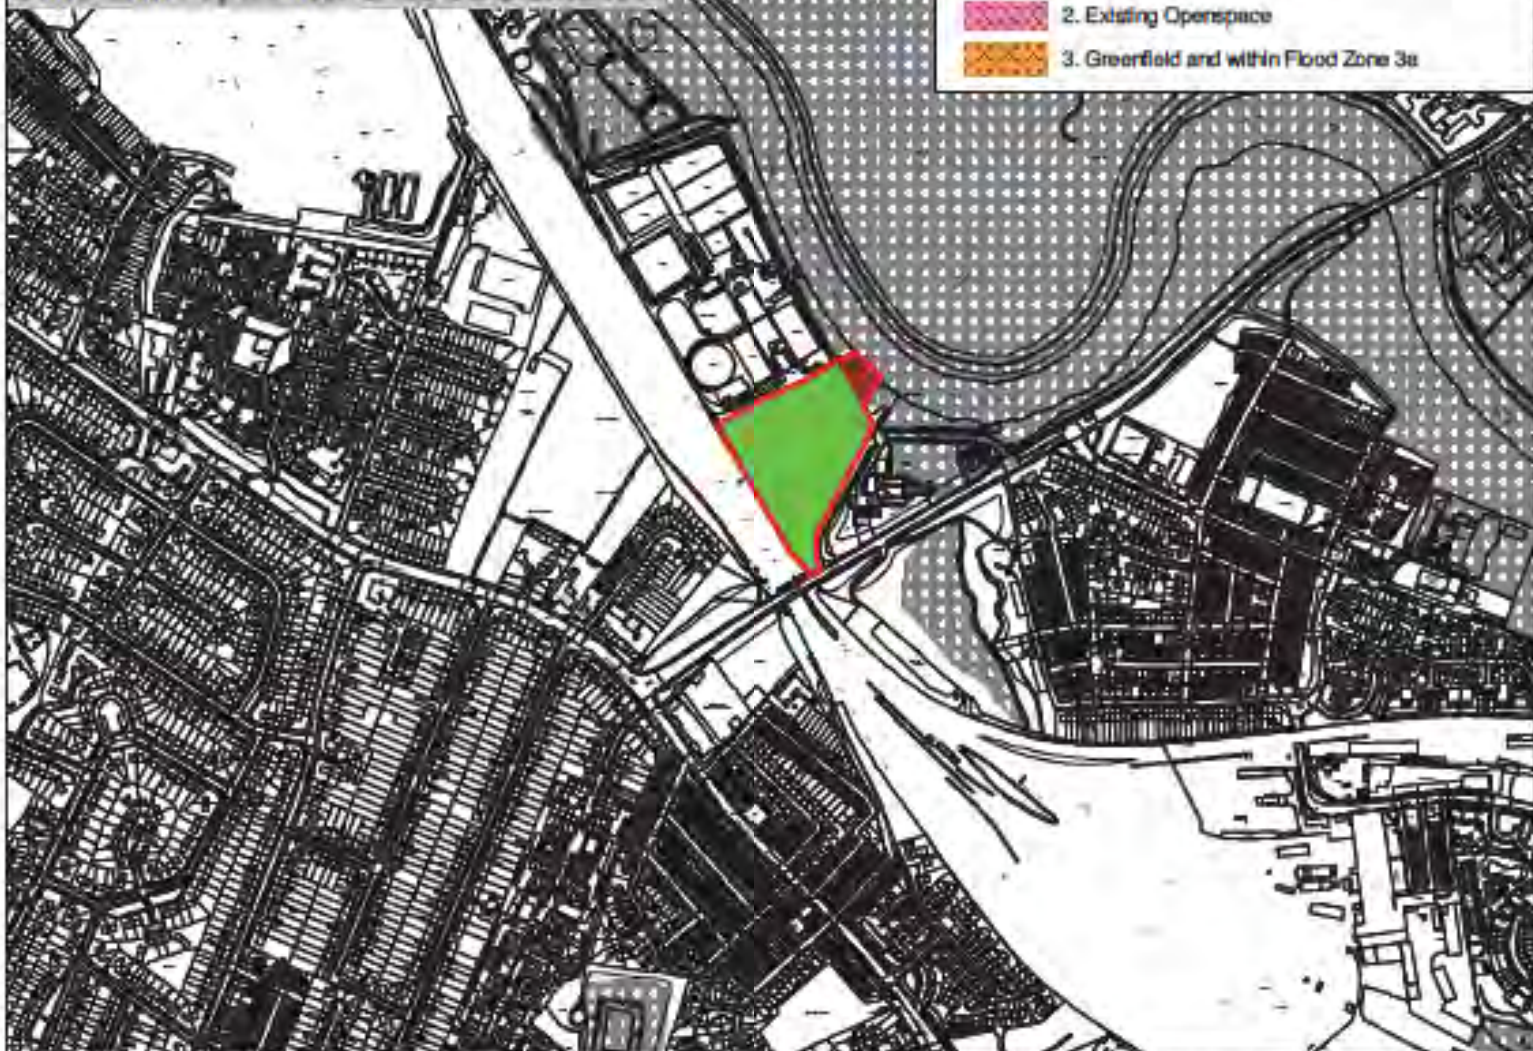 2. Existing Openspace
3. Greenfield and within Flood Zone 3a